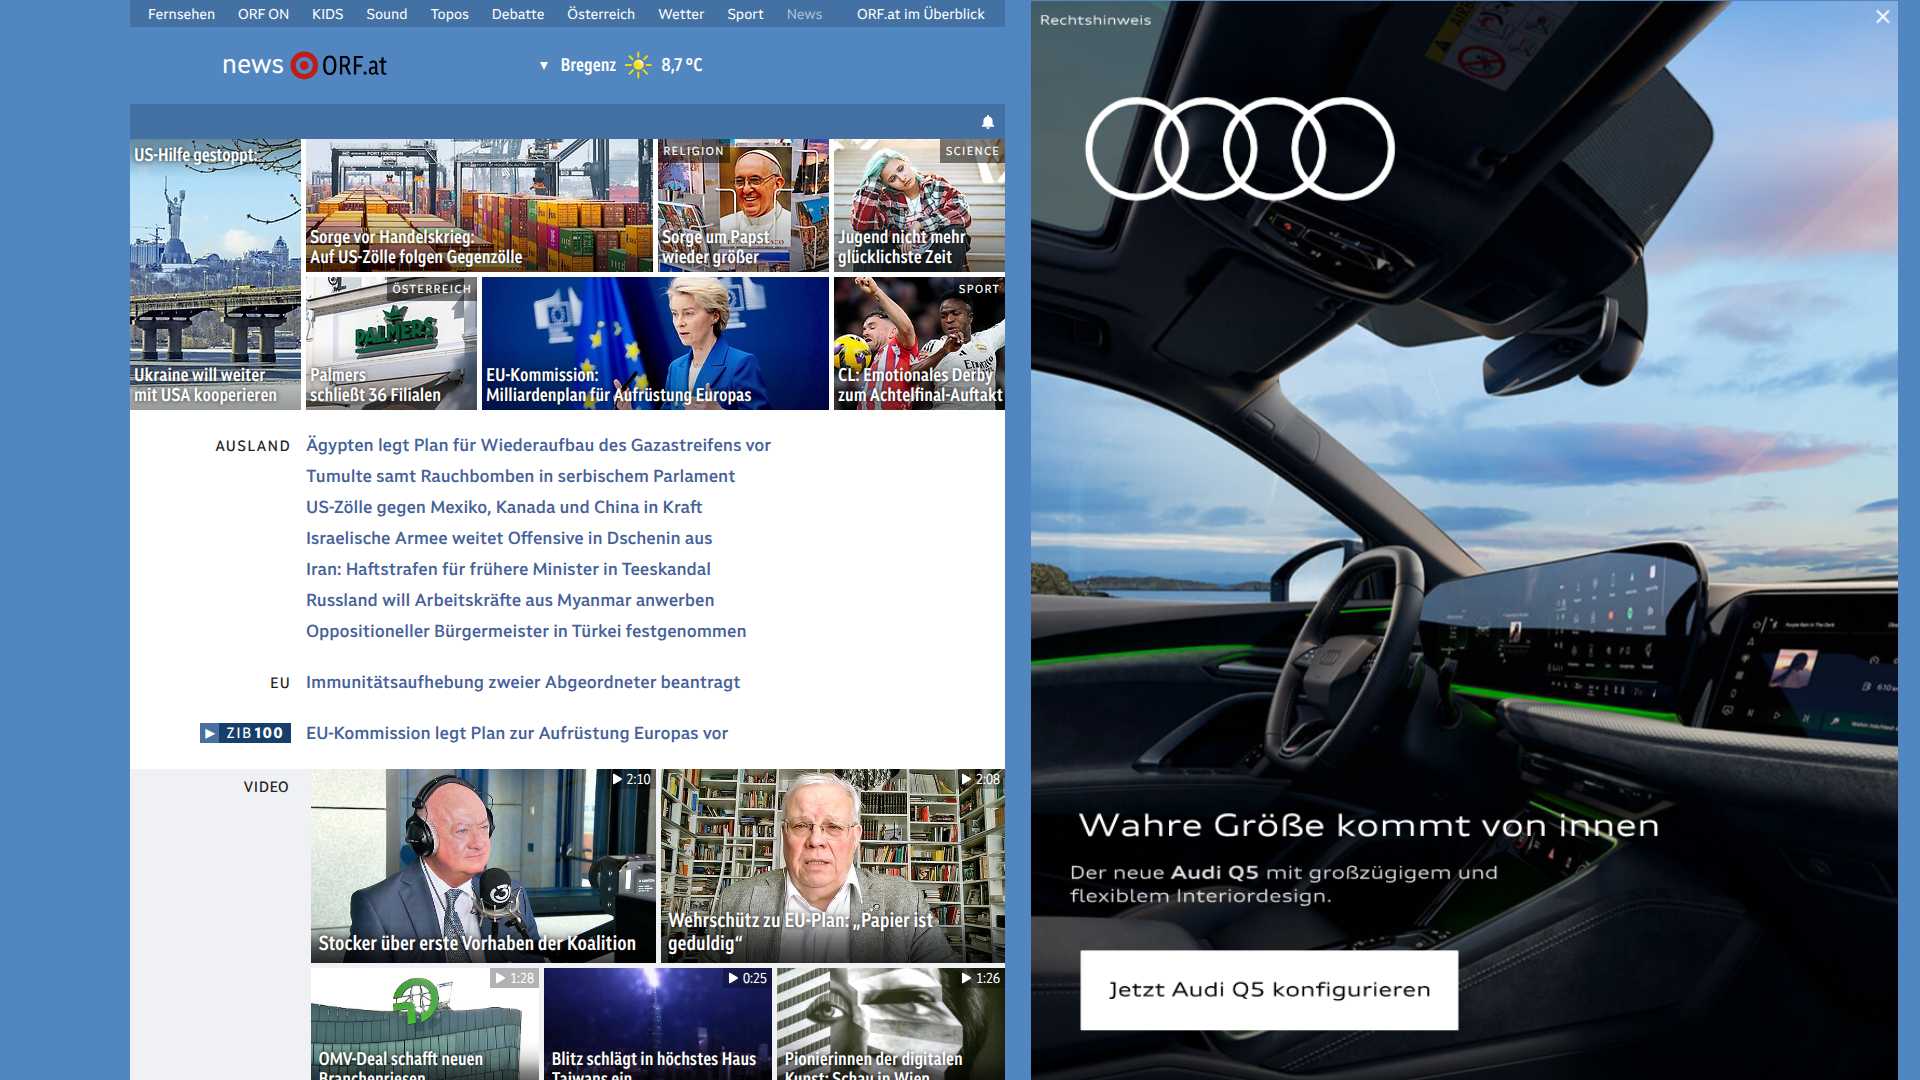 Fernsehen ORF ON KIDS Sound Topos Debatte Österreich Wetter Sport News ORF.at im Überblick
news ORF.at
▼ Bregenz 8,7 °C
US-Hilfe gestoppt:
Ukraine will weiter
mit USA kooperieren
PORT HOUSTON
Sorge vor Handelskrieg:
Auf US-Zölle folgen Gegenzölle
RELIGION
Sorge um Papst
wieder größer
SCIENCE
Jugend nicht mehr
glücklichste Zeit
ÖSTERREICH
PALMERS
Palmers
schließt 36 Filialen
EU-Kommission:
Milliardenplan für Aufrüstung Europas
SPORT
CL: Emotionales Derby
zum Achtelfinal-Auftakt
AUSLAND
Ägypten legt Plan für Wiederaufbau des Gazastreifens vor
Tumulte samt Rauchbomben in serbischem Parlament
US-Zölle gegen Mexiko, Kanada und China in Kraft
Israelische Armee weitet Offensive in Dschenin aus
Iran: Haftstrafen für frühere Minister in Teeskandal
Russland will Arbeitskräfte aus Myanmar anwerben
Oppositioneller Bürgermeister in Türkei festgenommen
EU
Immunitätsaufhebung zweier Abgeordneter beantragt
ZIB100
EU-Kommission legt Plan zur Aufrüstung Europas vor
VIDEO
2:10
Stocker über erste Vorhaben der Koalition
2:08
Wehrschütz zu EU-Plan: „Papier ist
geduldig“
1:28
OMV-Deal schafft neuen
Branchenriesen
0:25
Blitz schlägt in höchstes Haus
Taiwans ein
1:26
Pionierinnen der digitalen
Kunst: Schau in Wien
Rechtshinweis
Wahre Größe kommt von innen
Der neue Audi Q5 mit großzügigem und
flexiblem Interiordesign.
Jetzt Audi Q5 konfigurieren